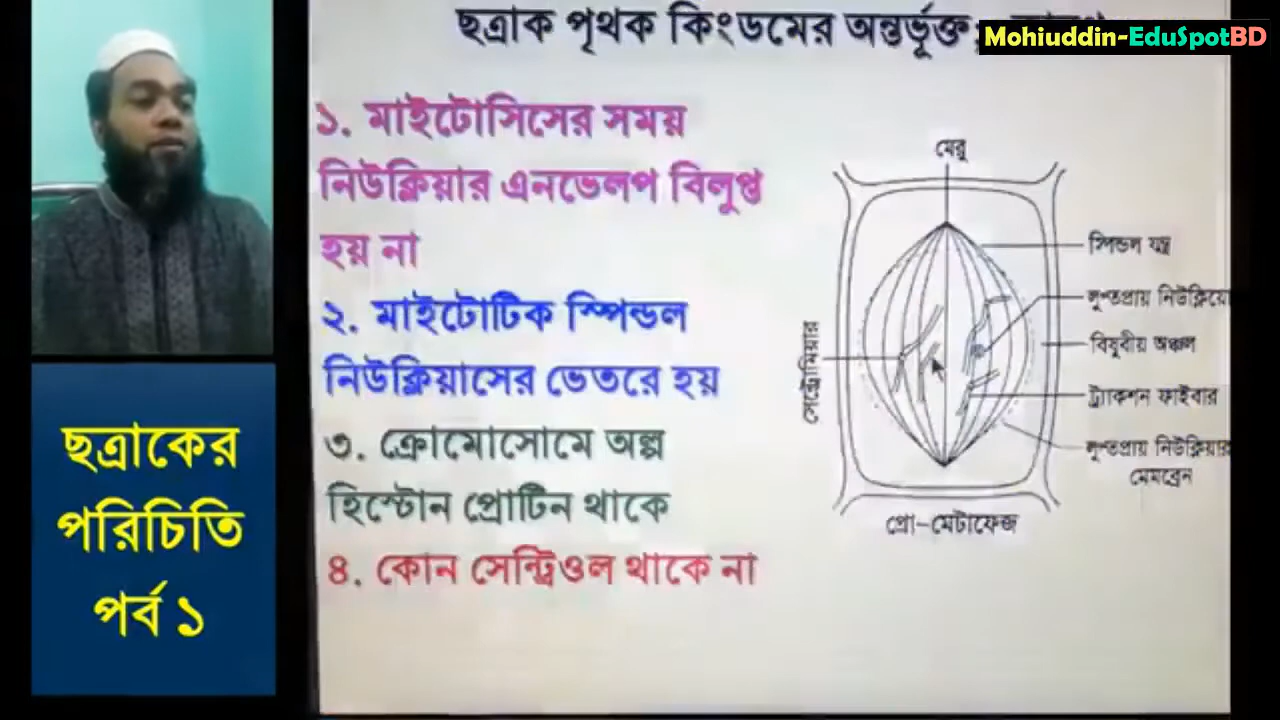 ছত্রাক পৃথক কিংডমের অন্তর্ভূক্ত;
Mohiuddin-EduSpotBD
১. মাইটোসিসের সময়
নিউক্লিয়ার এনভেলপ বিলুপ্ত
হয় না
২. মাইটোটিক স্পিন্ডল
নিউক্লিয়াসের ভেতরে হয়
৩. ক্রোমোসোমে অল্প
হিস্টোন প্রোটিন থাকে
৪. কোন সেন্ট্রিওল থাকে না
মেরু
স্পিন্ডল যন্ত্র
লুপ্তপ্রায়
বিষুবীয় অঞ্চল
ট্র্যাকশন ফাইবার
লুপ্তপ্রায় নিউক্লিয়ার
মেমব্রেন
সেন্ট্রোমিয়ার
প্রো-মেটাফেজ
ছত্রাকের
পরিচিতি
পর্ব ১